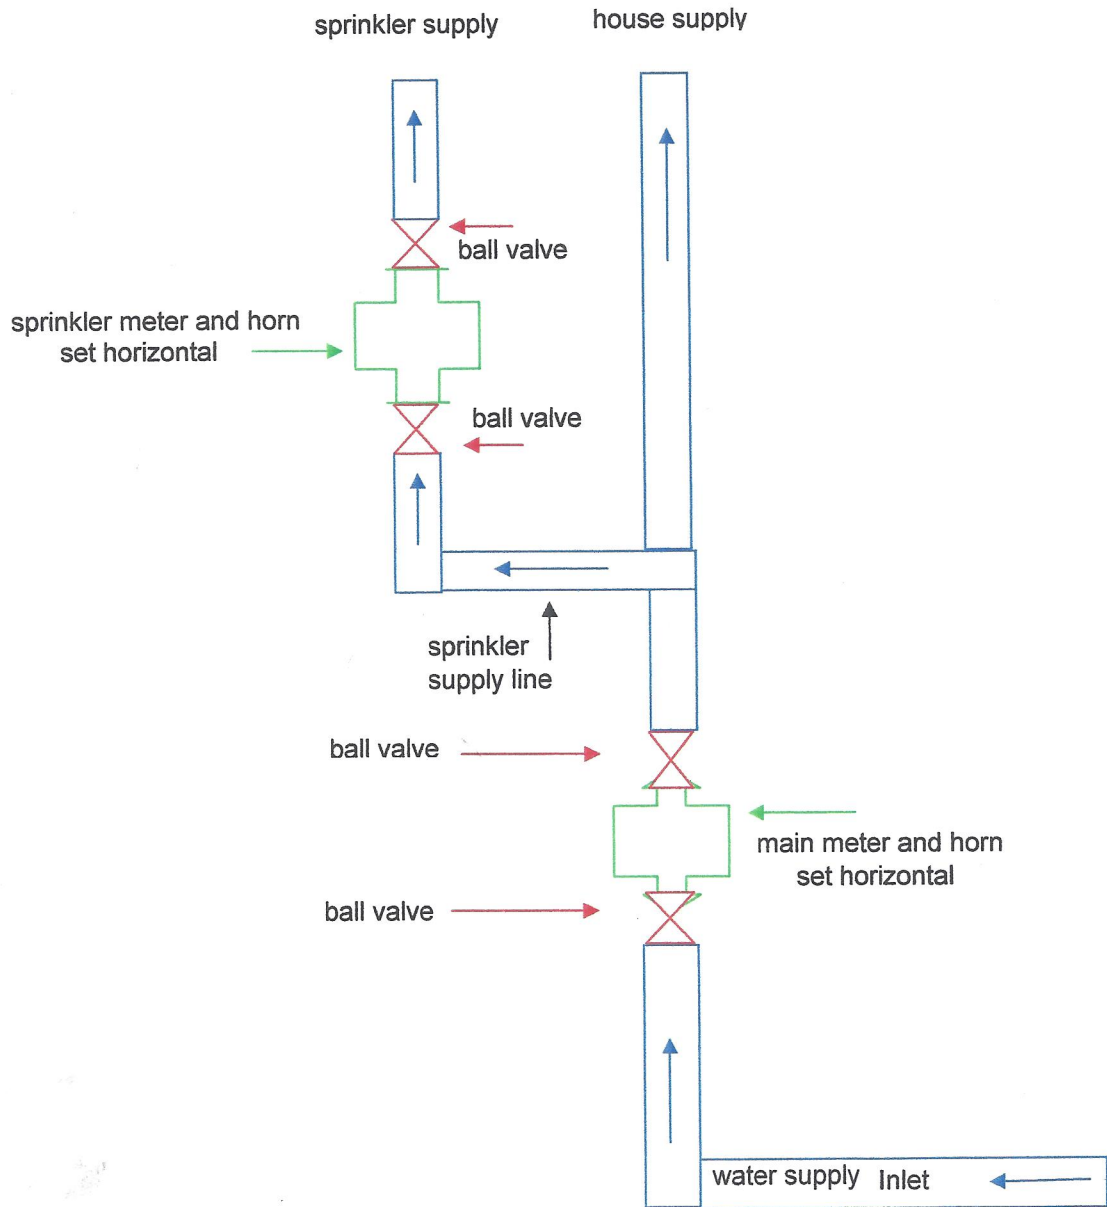 sprinkler supply
house supply
ball valve
sprinkler meter and horn
set horizontal
ball valve
sprinkler
supply line
ball valve
main meter and horn
set horizontal
ball valve
water supply Inlet